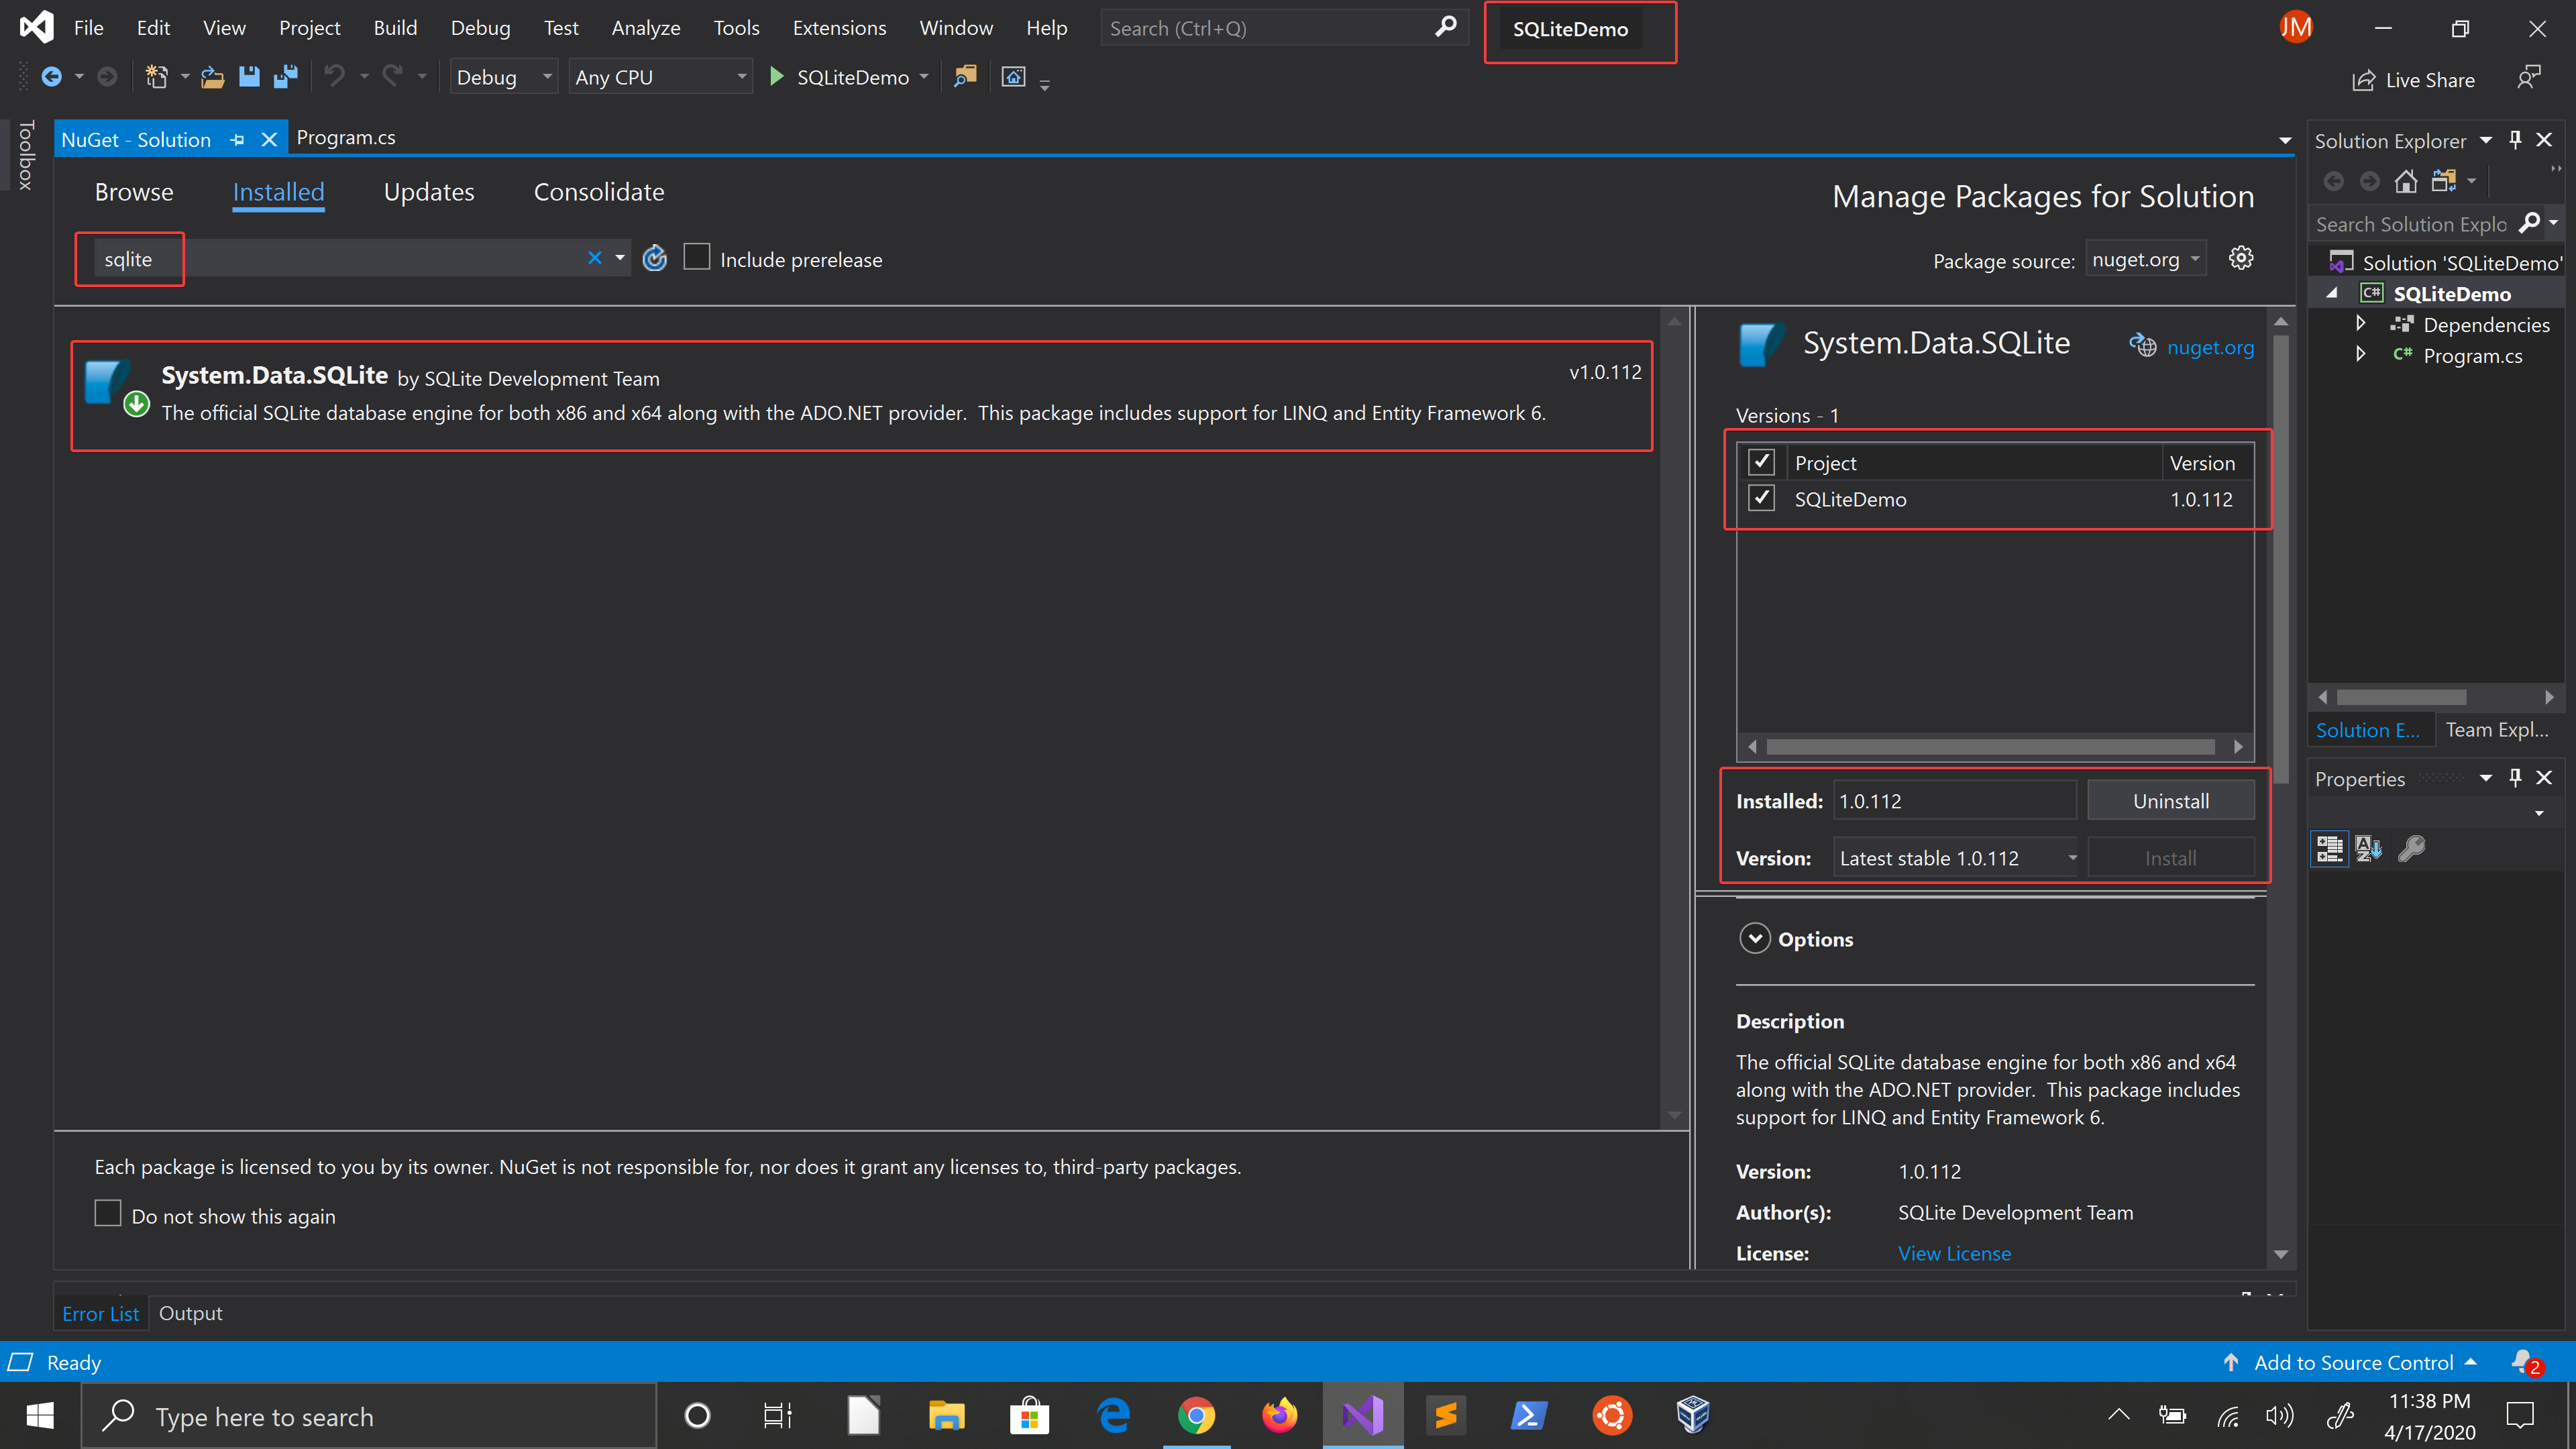 File Edit View Project Build Debug Test Analyze Tools Extensions Window Help Search (Ctrl+Q) SQLiteDemo JM
Debug Any CPU SQLiteDemo Live Share
Toolbox
NuGet - Solution Program.cs
Browse Installed Updates Consolidate Manage Packages for Solution
sqlite Include prerelease Package source: nuget.org
System.Data.SQLite by SQLite Development Team v1.0.112
The official SQLite database engine for both x86 and x64 along with the ADO.NET provider. This package includes support for LINQ and Entity Framework 6.
Each package is licensed to you by its owner. NuGet is not responsible for, nor does it grant any licenses to, third-party packages.
Do not show this again
System.Data.SQLite nuget.org
Versions - 1
Project Version
SQLiteDemo 1.0.112
Installed: 1.0.112 Uninstall
Version: Latest stable 1.0.112 Install
Options
Description
The official SQLite database engine for both x86 and x64
along with the ADO.NET provider. This package includes
support for LINQ and Entity Framework 6.
Version: 1.0.112
Author(s): SQLite Development Team
License: View License
Solution Explorer
Search Solution Explo
Solution 'SQLiteDemo'
C# SQLiteDemo
Dependencies
C# Program.cs
Solution E... Team Expl...
Properties
Error List Output
Ready Add to Source Control 2
Type here to search
11:38 PM
4/17/2020